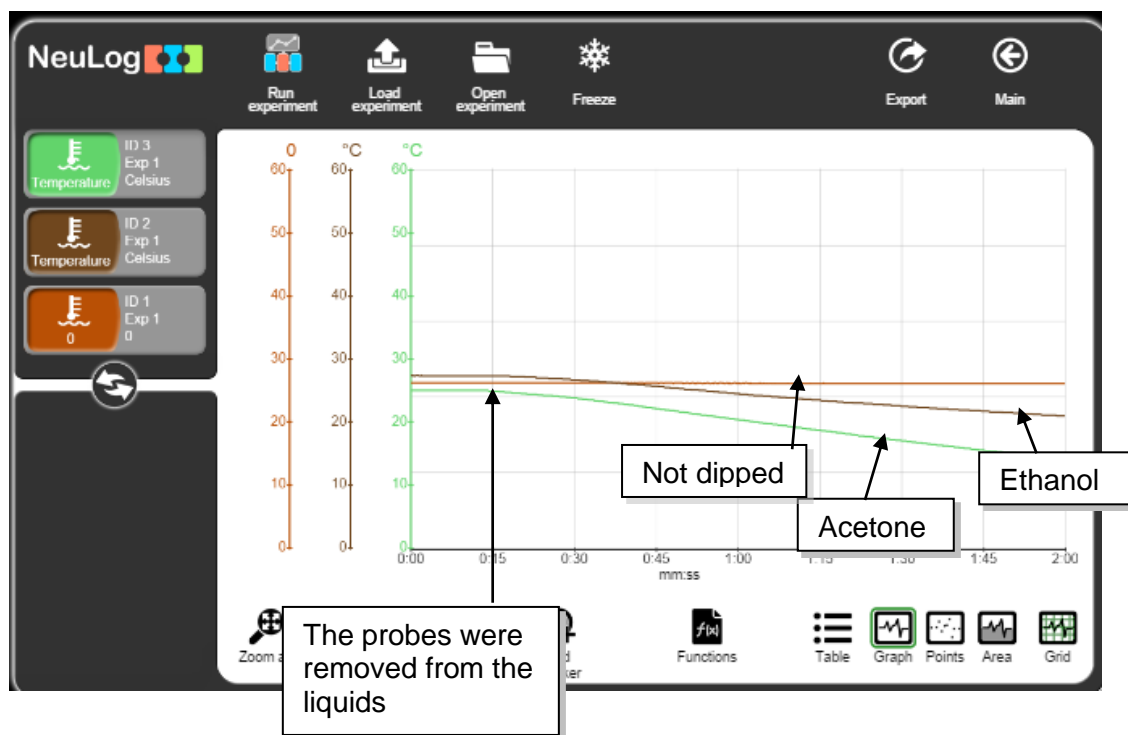 NeuLog
Run
experiment
Load
experiment
Open
experiment
Freeze
Export
Main
Temperature
ID 3
Exp 1
Celsius
Temperature
ID 2
Exp 1
Celsius
0
ID 1
Exp 1
0
0 °C °C
60 60 60
50 50 50
40 40 40
30 30 30
20 20 20
10 10 10
0 0 0
Not dipped
Acetone
Ethanol
0:00 0:15 0:30 0:45 1:00 1:15 1:30 1:45 2:00
mm:ss
The probes were
removed from the
liquids
Zoom
f(x)
Functions
Table
Graph
Points
Area
Grid